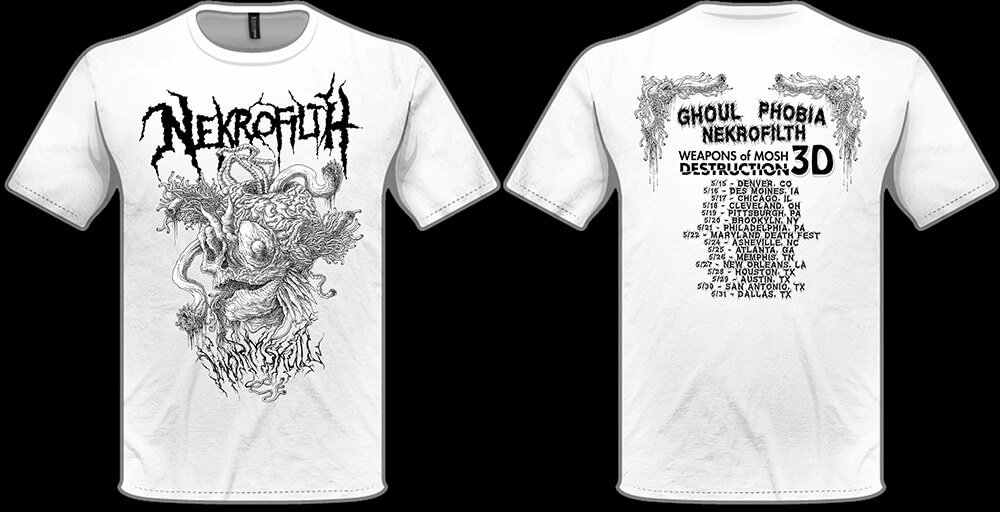 NEKROFILTH
WORMSKULL
GHOUL PHOBIA
NEKROFILTH
WEAPONS of MOSH
DESTRUCTION 3D
5/15 - DENVER, CO
5/16 - DES MOINES, IA
5/17 - CHICAGO, IL
5/18 - CLEVELAND, OH
5/19 - PITTSBURGH, PA
5/20 - BROOKLYN, NY
5/21 - PHILADELPHIA, PA
5/22 - MARYLAND DEATH FEST
5/24 - ASHEVILLE, NC
5/25 - ATLANTA, GA
5/26 - MEMPHIS, TN
5/27 - NEW ORLEANS, LA
5/28 - HOUSTON, TX
5/29 - AUSTIN, TX
5/30 - SAN ANTONIO, TX
5/31 - DALLAS, TX